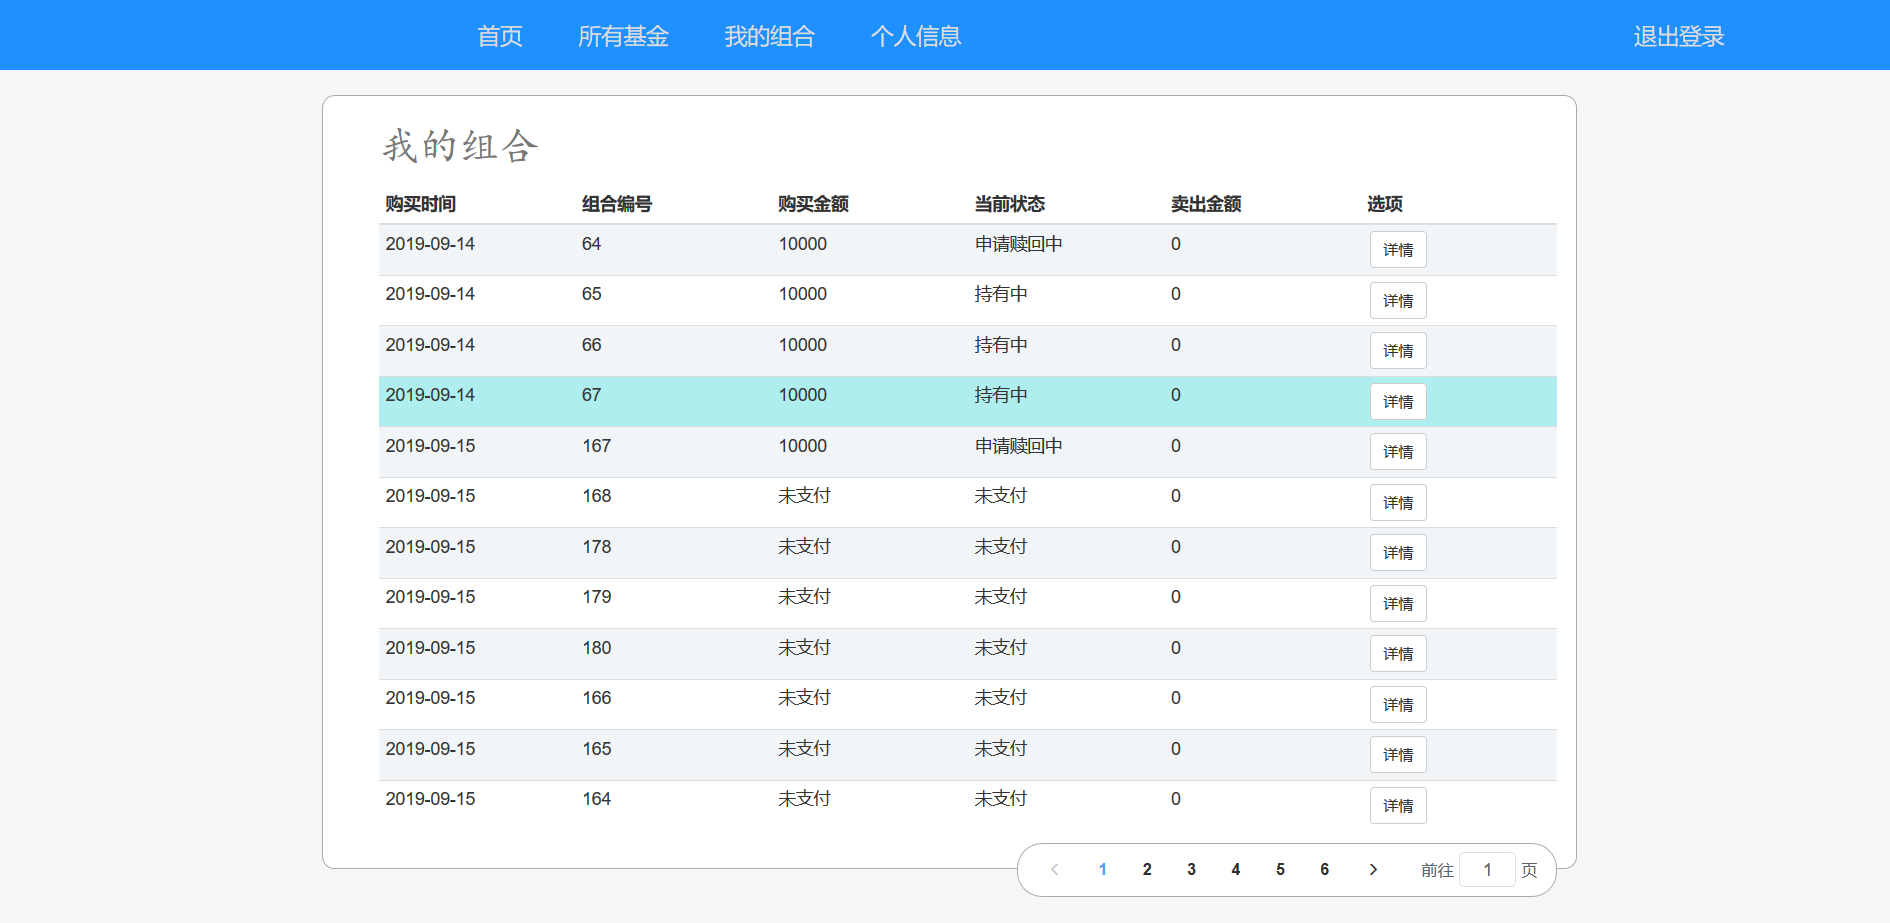 首页 所有基金 我的组合 个人信息 退出登录
我的组合
购买时间 组合编号 购买金额 当前状态 卖出金额 选项
2019-09-14 64 10000 申请赎回中 0 详情
2019-09-14 65 10000 持有中 0 详情
2019-09-14 66 10000 持有中 0 详情
2019-09-14 67 10000 持有中 0 详情
2019-09-15 167 10000 申请赎回中 0 详情
2019-09-15 168 未支付 未支付 0 详情
2019-09-15 178 未支付 未支付 0 详情
2019-09-15 179 未支付 未支付 0 详情
2019-09-15 180 未支付 未支付 0 详情
2019-09-15 166 未支付 未支付 0 详情
2019-09-15 165 未支付 未支付 0 详情
2019-09-15 164 未支付 未支付 0 详情
1 2 3 4 5 6 前往 1 页